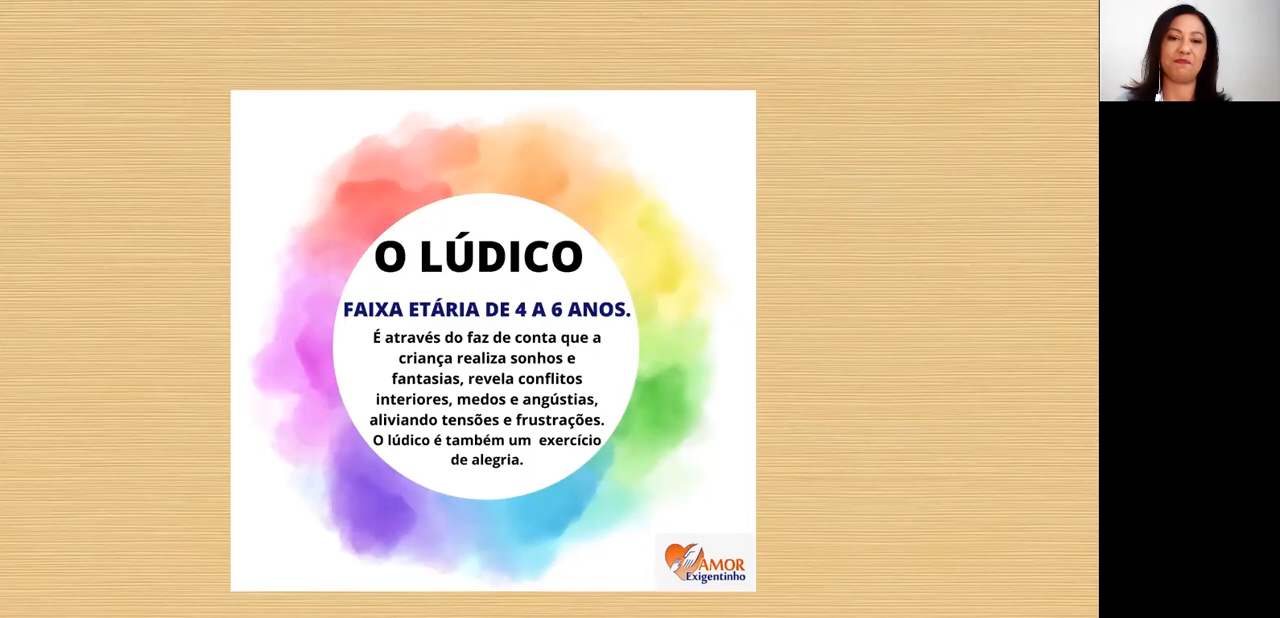 O LÚDICO
FAIXA ETÁRIA DE 4 A 6 ANOS.
É através do faz de conta que a
criança realiza sonhos e
fantasias, revela conflitos
interiores, medos e angústias,
aliviando tensões e frustrações.
O lúdico é também um exercício
de alegria.
AMOR
Exigentinho